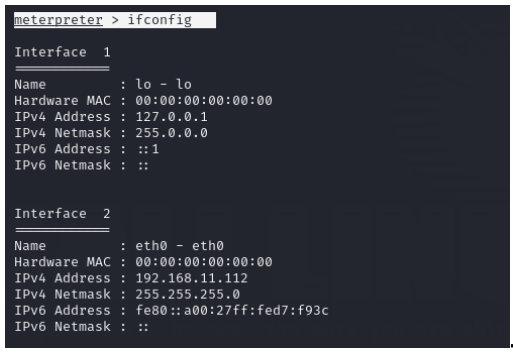 meterpreter > ifconfig
Interface  1
============
Name         : lo - lo
Hardware MAC : 00:00:00:00:00:00
IPv4 Address : 127.0.0.1
IPv4 Netmask : 255.0.0.0
IPv6 Address : ::1
IPv6 Netmask : ::
Interface  2
============
Name         : eth0 - eth0
Hardware MAC : 00:00:00:00:00:00
IPv4 Address : 192.168.11.112
IPv4 Netmask : 255.255.255.0
IPv6 Address : fe80::a00:27ff:fed7:f93c
IPv6 Netmask : ::